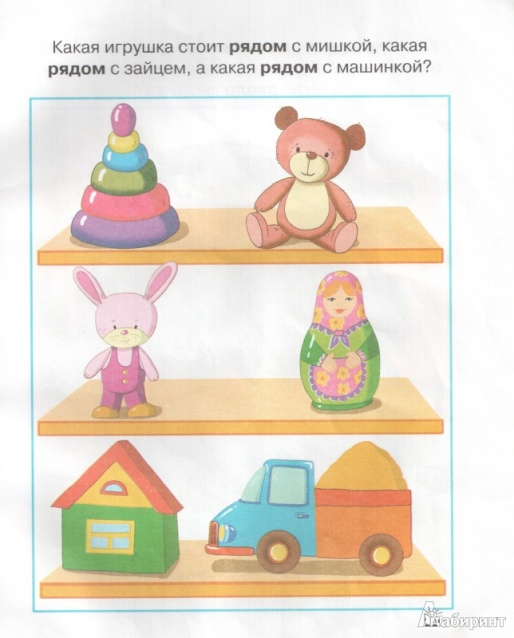 Какая игрушка стоит рядом с мишкой, какая
рядом с зайцем, а какая рядом с машинкой?
Лабиринт